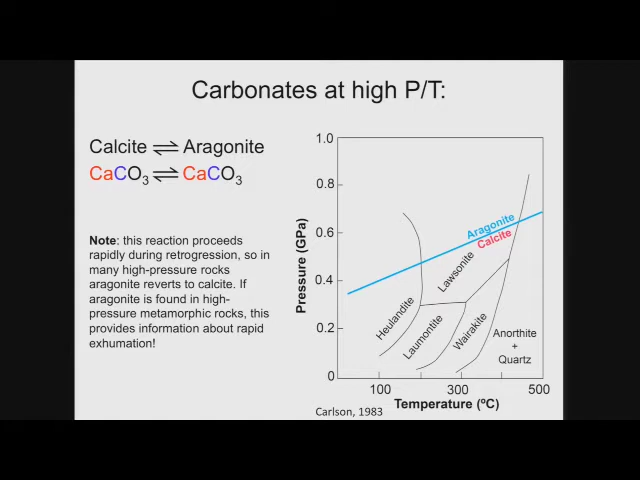 Carbonates at high P/T:
Calcite ⇌ Aragonite
CaCO₃ ⇌ CaCO₃
Note: this reaction proceeds
rapidly during retrogression, so in
many high-pressure rocks
aragonite reverts to calcite. If
aragonite is found in high-
pressure metamorphic rocks, this
provides information about rapid
exhumation!
Pressure (GPa)
1.0
0.8
0.6
0.4
0.2
0
Aragonite
Calcite
Lawsonite
Heulandite
Laumontite
Wairakite
Anorthite
+
Quartz
100
300
500
Temperature (ºC)
Carlson, 1983